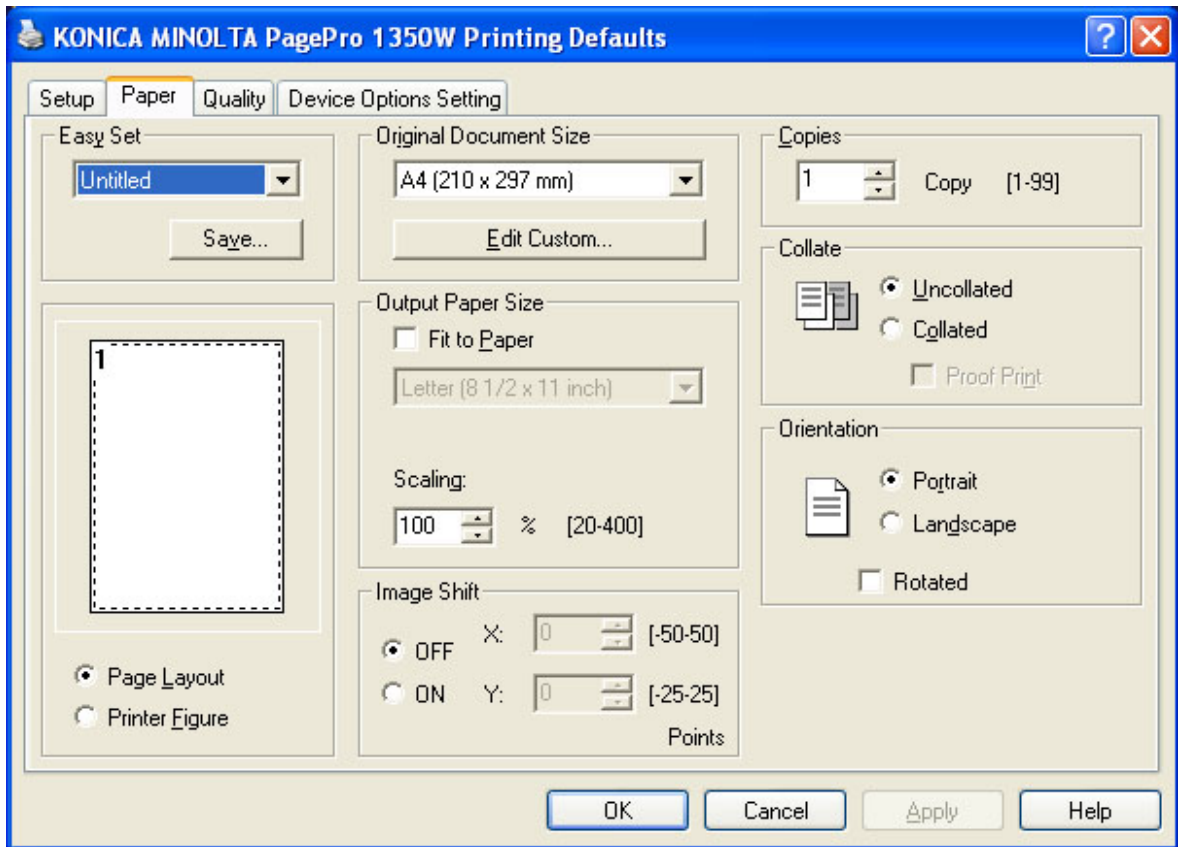 KONICA MINOLTA PagePro 1350W Printing Defaults
?
X
Setup
Paper
Quality
Device Options Setting
Easy Set
Untitled
Save...
1
Page Layout
Printer Figure
Original Document Size
A4 (210 x 297 mm)
Edit Custom...
Output Paper Size
Fit to Paper
Letter (8 1/2 x 11 inch)
Scaling:
100 % [20-400]
Image Shift
OFF
X: 0 [-50-50]
ON
Y: 0 [-25-25]
Points
Copies
1 Copy [1-99]
Collate
Uncollated
Collated
Proof Print
Orientation
Portrait
Landscape
Rotated
OK
Cancel
Apply
Help